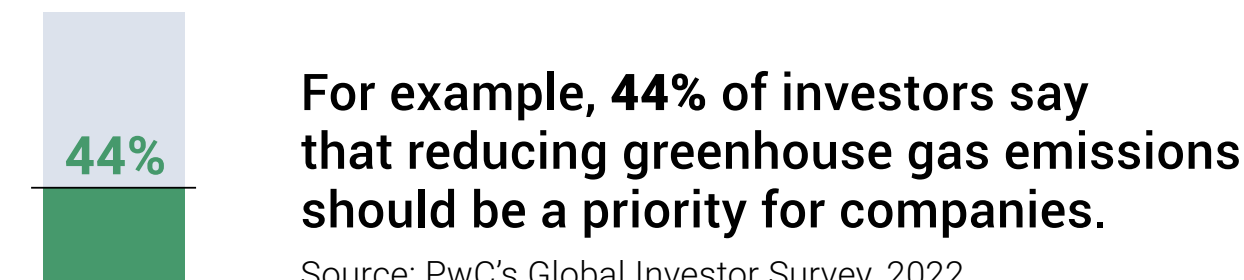 44%
For example, 44% of investors say
that reducing greenhouse gas emissions
should be a priority for companies.
Source: PwC's Global Investor Survey, 2022